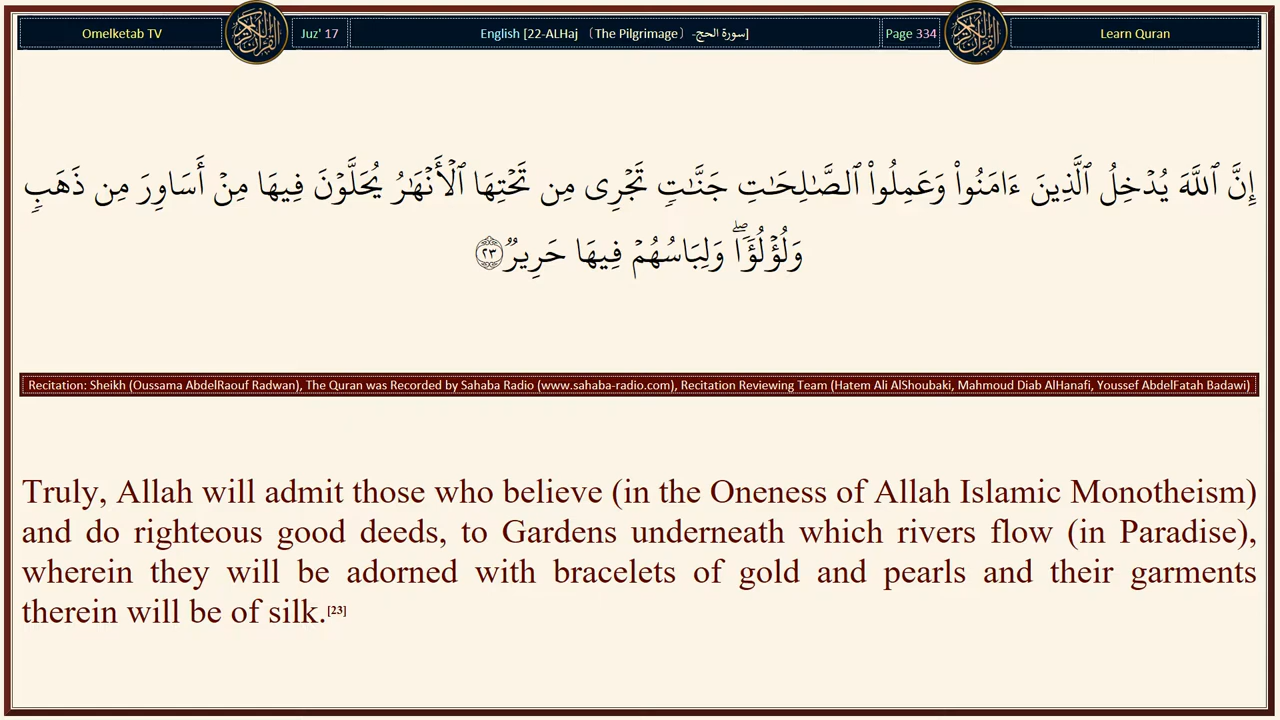 Omelketab TV
Juz' 17
English [22-ALHaj （The Pilgrimage）-سورة الحج]
Page 334
Learn Quran
إِنَّ ٱللَّهَ يُدْخِلُ ٱلَّذِينَ ءَامَنُوا۟ وَعَمِلُوا۟ ٱلصَّـٰلِحَـٰتِ جَنَّـٰتٍۢ تَجْرِى مِن تَحْتِهَا ٱلْأَنْهَـٰرُ يُحَلَّوْنَ فِيهَا مِنْ أَسَاوِرَ مِن ذَهَبٍۢ
وَلُؤْلُؤًۭا ۖ وَلِبَاسُهُمْ فِيهَا حَرِيرٌۭ ٢٣
Recitation: Sheikh (Oussama AbdelRaouf Radwan), The Quran was Recorded by Sahaba Radio (www.sahaba-radio.com), Recitation Reviewing Team (Hatem Ali AlShoubaki, Mahmoud Diab AlHanafi, Youssef AbdelFatah Badawi)
Truly, Allah will admit those who believe (in the Oneness of Allah Islamic Monotheism)
and do righteous good deeds, to Gardens underneath which rivers flow (in Paradise),
wherein they will be adorned with bracelets of gold and pearls and their garments
therein will be of silk.[23]